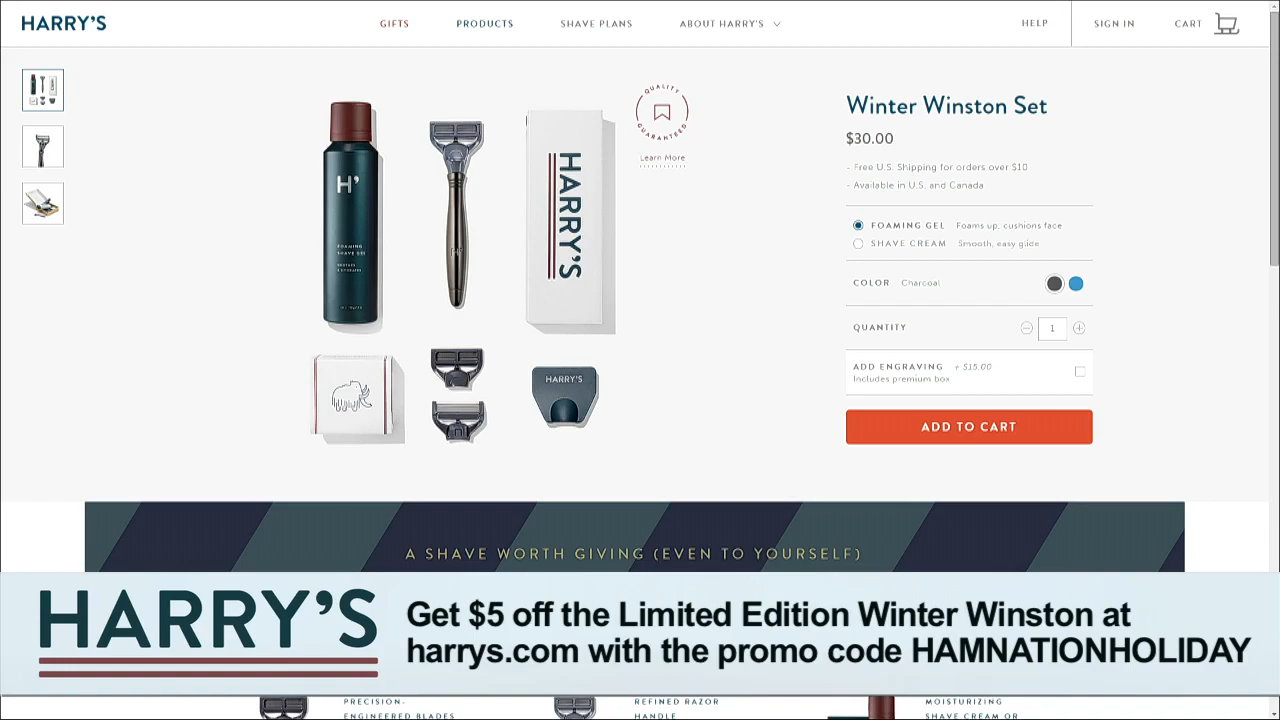 HARRY'S
GIFTS
PRODUCTS
SHAVE PLANS
ABOUT HARRY'S
HELP
SIGN IN
CART
QUALITY
GUARANTEED
Learn More
H'
FOAMING
SHAVE GEL
HARRY'S
HARRY'S
Winter Winston Set
$30.00
- Free U.S. Shipping for orders over $10
- Available in U.S. and Canada
FOAMING GEL Foams up, cushions face
SHAVE CREAM Smooth, easy glide
COLOR Charcoal
QUANTITY 1
ADD ENGRAVING + $15.00
Includes premium box
ADD TO CART
A SHAVE WORTH GIVING (EVEN TO YOURSELF)
HARRY'S
Get $5 off the Limited Edition Winter Winston at
harrys.com with the promo code HAMNATIONHOLIDAY
PRECISION-
ENGINEERED BLADES
REFINED RAZOR
HANDLE
MOISTURIZING
SHAVE CREAM OR